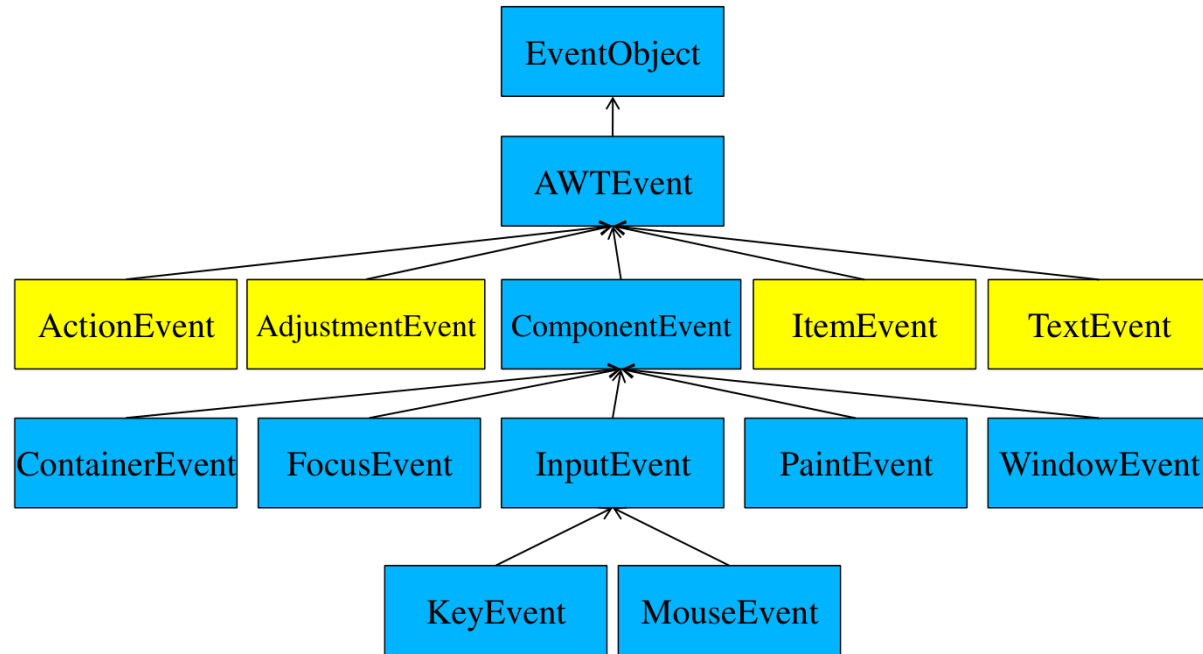 EventObject
AWTEvent
ActionEvent
AdjustmentEvent
ComponentEvent
ItemEvent
TextEvent
ContainerEvent
FocusEvent
InputEvent
PaintEvent
WindowEvent
KeyEvent
MouseEvent